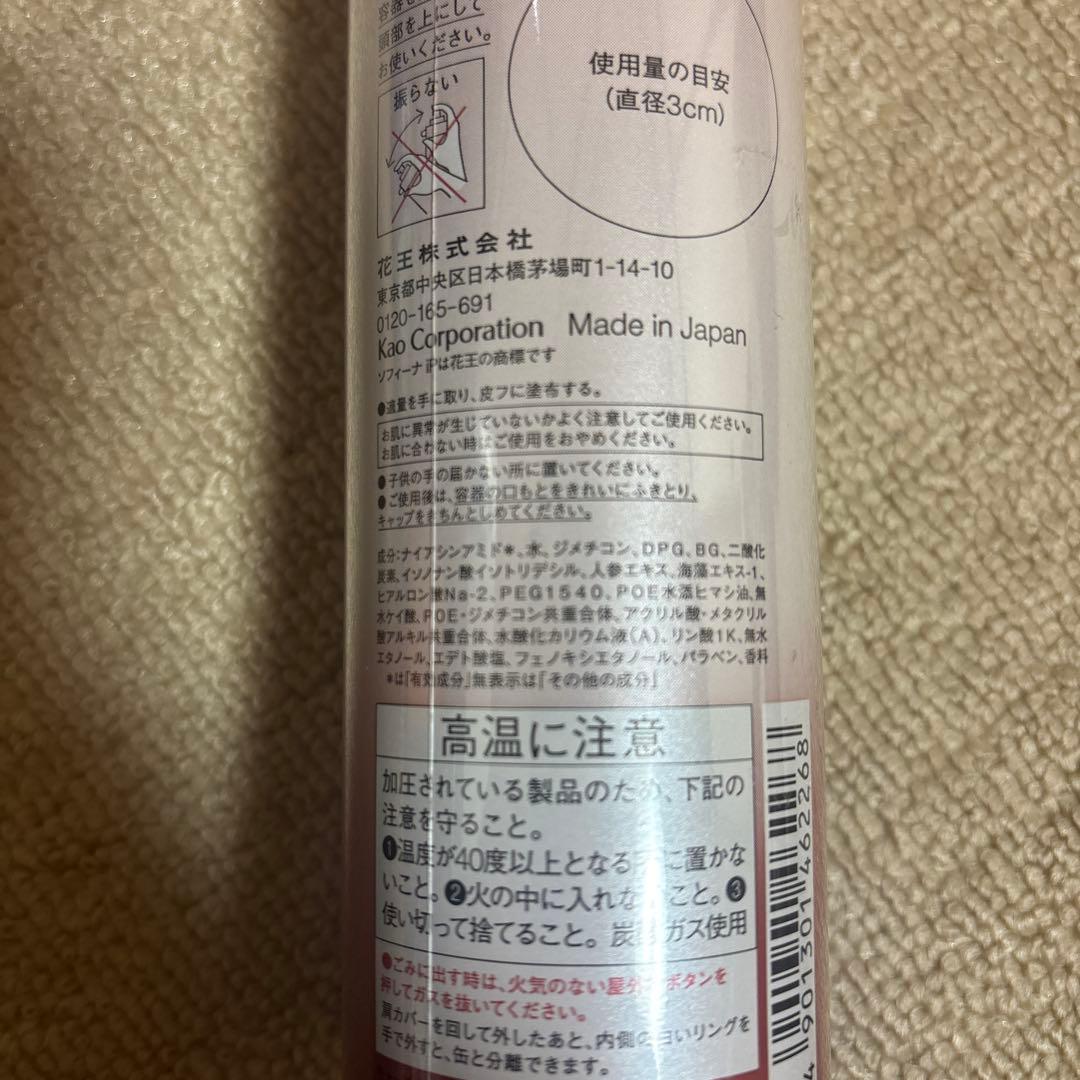 頭部を上にして
お使いください。
振らない
使用量の目安
(直径3cm)
花王株式会社
東京都中央区日本橋茅場町1-14-10
0120-165-691
Kao Corporation Made in Japan
ソフィーナ iPは花王の商標です
●適量を手に取り、皮フに塗布する。
お肌に異常が生じていないかよく注意してご使用ください。
お肌に合わない時はご使用をおやめください。
●子供の手の届かない所に置いてください。
●ご使用後は、容器の口もとをきれいにふきとり、
キャップをきちんとしめてください。
成分:ナイアシンアミド*、水、ジメチコン、DPG、BG、二酸化
炭素、イソノナン酸イソトリデシル、人参エキス、海藻エキス-1、
ヒアルロン酸Na-2、PEG1540、POE水添ヒマシ油、無
水ケイ酸、POE・ジメチコン共重合体、アクリル酸・メタクリル
酸アルキル共重合体、水酸化カリウム液(A)、リン酸1K、無水
エタノール、エデト酸塩、フェノキシエタノール、パラベン、香料
*は「有効成分」無表示は「その他の成分」
高温に注意
加圧されている製品のため、下記の
注意を守ること。
❶温度が40度以上となる に置かな
いこと。❷火の中に入れな こと。❸
使い切って捨てること。炭 ガス使用
●ごみに出す時は、火気のない屋外 ボタンを
押してガスを抜いてください。
肩カバーを回して外したあと、内側の白いリングを
手で外すと、缶と分離できます。
4 901301 462268